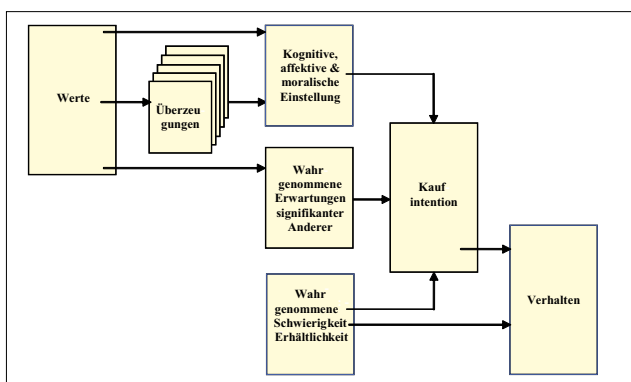 Werte
Überzeu
gungen
Kognitive,
affektive &
moralische
Einstellung
Wahr
genommene
Erwartungen
signifikanter
Anderer
Kauf
intention
Wahr
genommene
Schwierigkeit
Erhältlichkeit
Verhalten